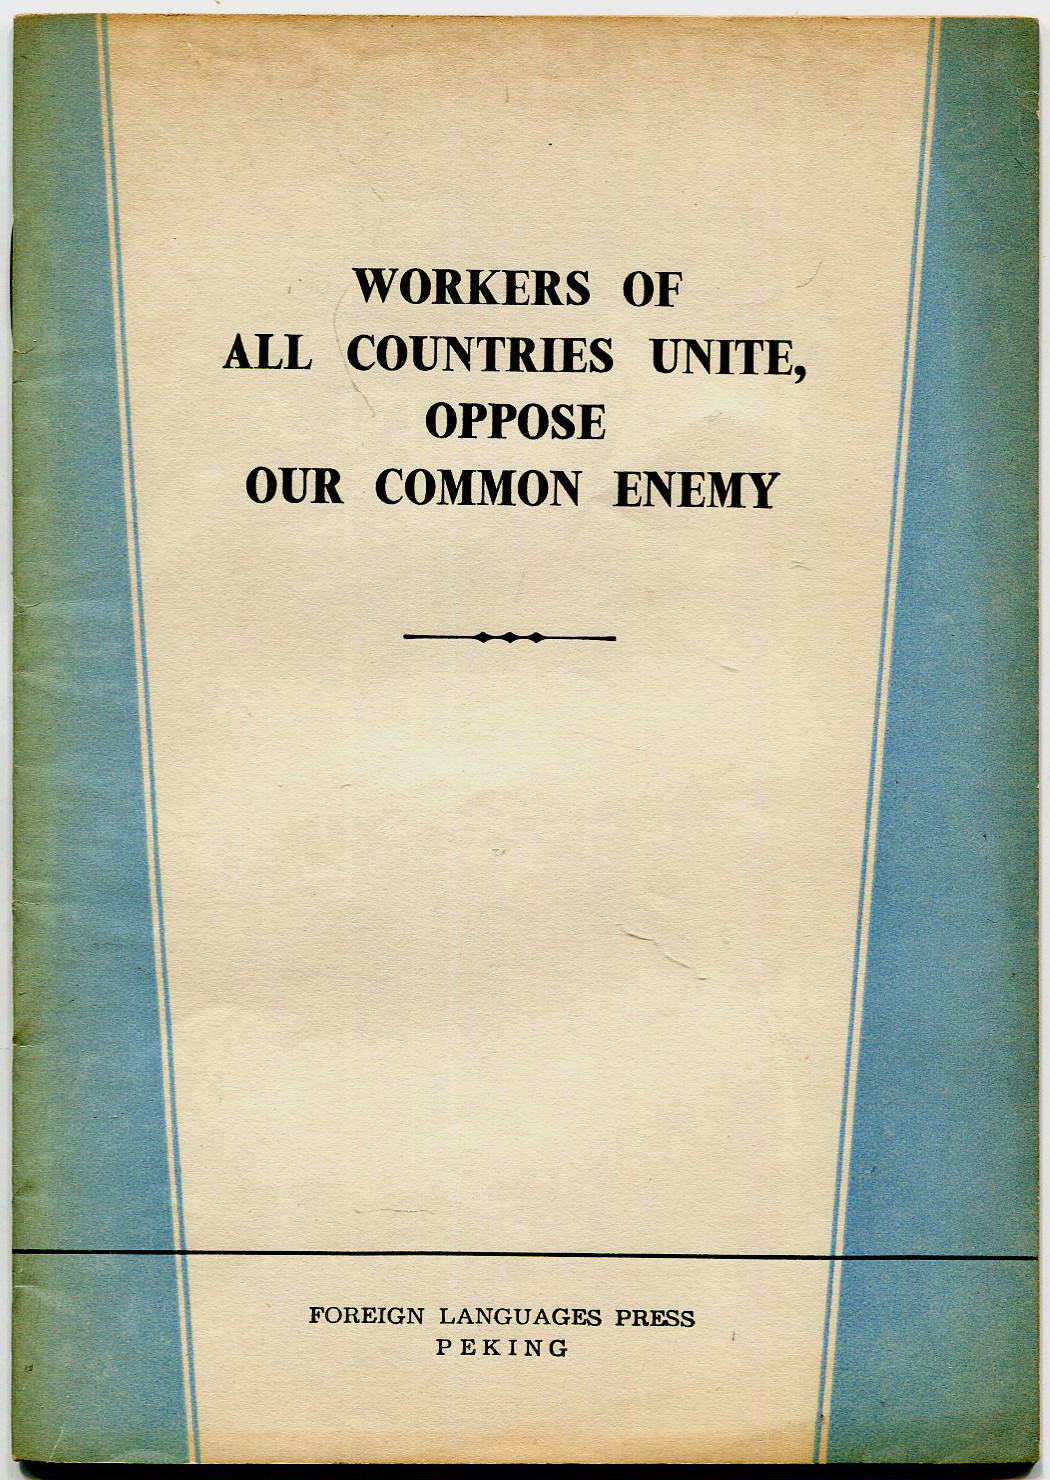 WORKERS OF
ALL COUNTRIES UNITE,
OPPOSE
OUR COMMON ENEMY
FOREIGN LANGUAGES PRESS
PEKING